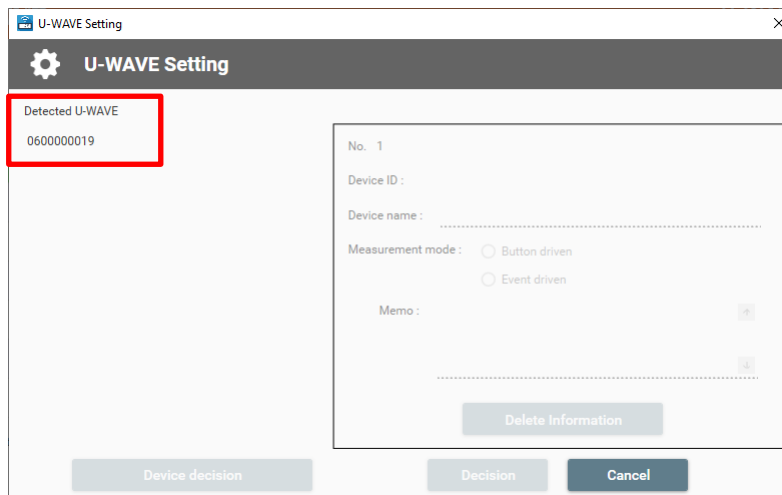 U-WAVE Setting
U-WAVE Setting
Detected U-WAVE
0600000019
No. 1
Device ID :
Device name :
Measurement mode :
Button driven
Event driven
Memo :
Delete Information
Device decision
Decision
Cancel